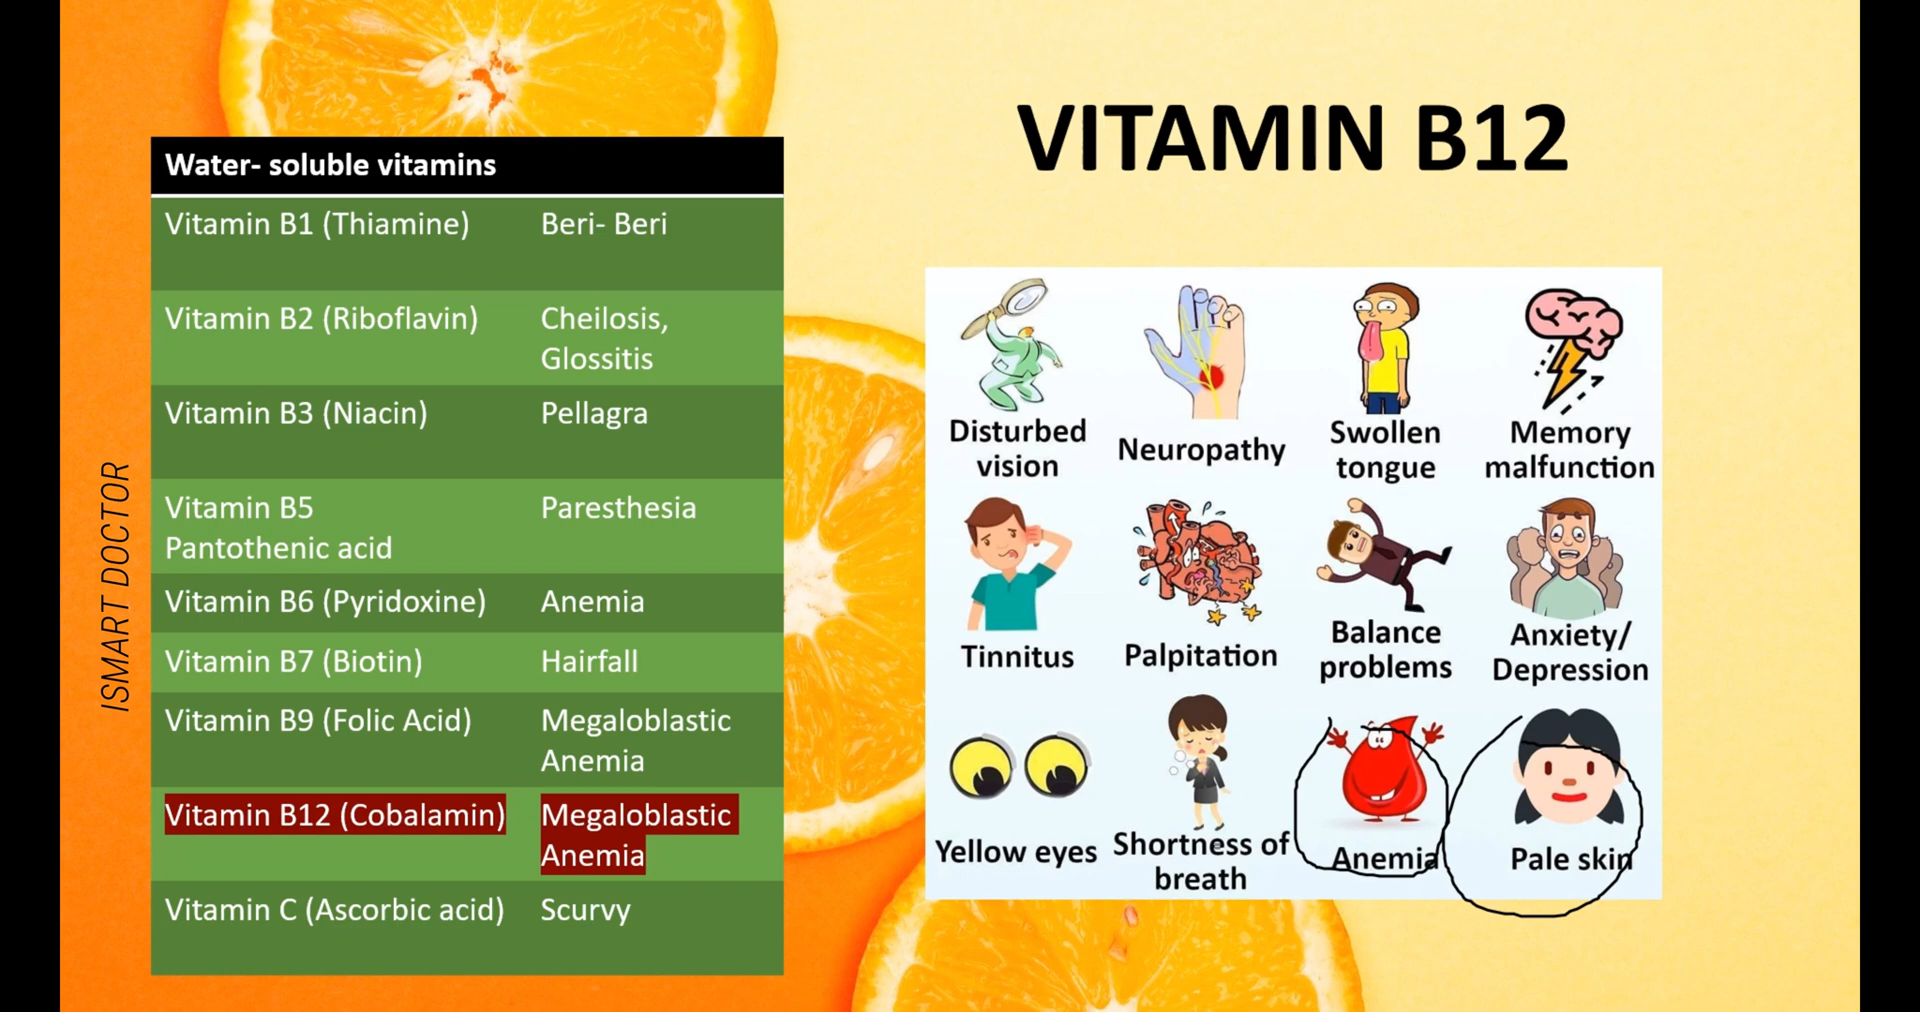 VITAMIN B12
Water- soluble vitamins
Vitamin B1 (Thiamine) Beri- Beri
Vitamin B2 (Riboflavin) Cheilosis,
Glossitis
Vitamin B3 (Niacin) Pellagra
Vitamin B5 Paresthesia
Pantothenic acid
Vitamin B6 (Pyridoxine) Anemia
Vitamin B7 (Biotin) Hairfall
Vitamin B9 (Folic Acid) Megaloblastic
Anemia
Vitamin B12 (Cobalamin) Megaloblastic
Anemia
Vitamin C (Ascorbic acid) Scurvy
ISMART DOCTOR
Disturbed
vision
Neuropathy
Swollen
tongue
Memory
malfunction
Tinnitus
Palpitation
Balance
problems
Anxiety/
Depression
Yellow eyes
Shortness of
breath
Anemia
Pale skin